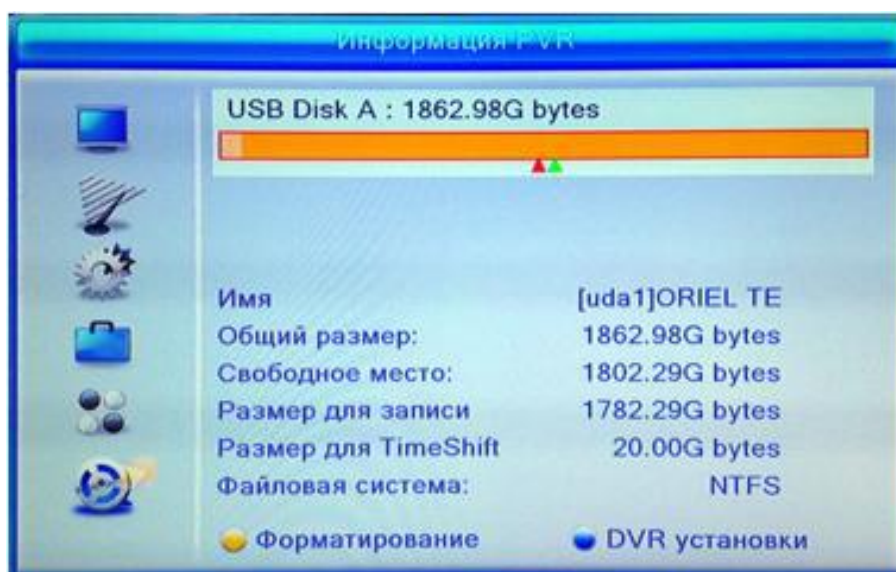 Информация PVR
USB Disk A : 1862.98G bytes
Имя [uda1]ORIEL TE
Общий размер: 1862.98G bytes
Свободное место: 1802.29G bytes
Размер для записи 1782.29G bytes
Размер для TimeShift 20.00G bytes
Файловая система: NTFS
Форматирование DVR установки